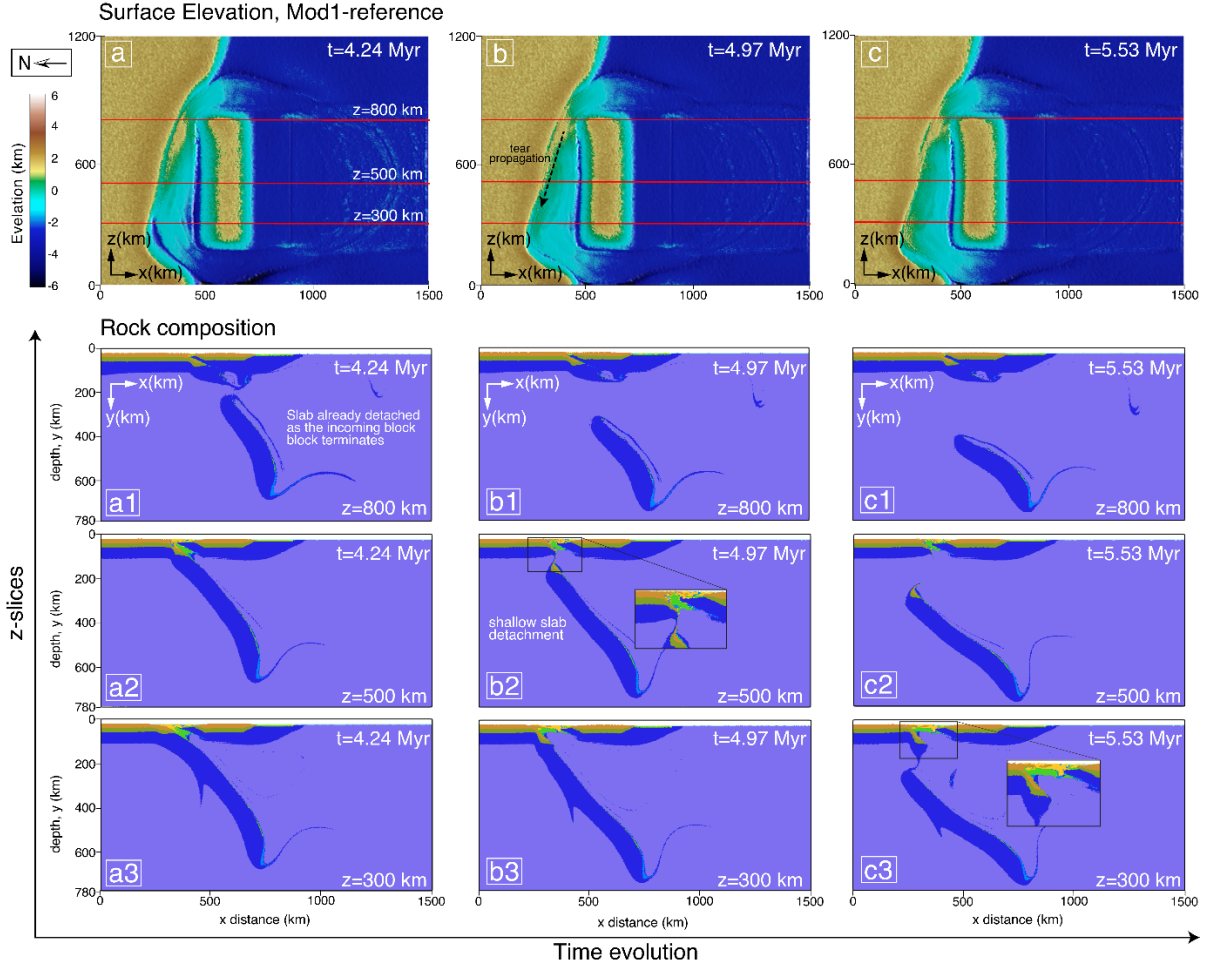 Surface Elevation, Mod1-reference
N
Evelation (km)
6
4
2
0
-2
-4
-6
1200
600
0
a
t=4.24 Myr
z=800 km
z=500 km
z=300 km
z(km)
x(km)
0
500
1000
1500
1200
600
0
b
t=4.97 Myr
tear
propagation
z(km)
x(km)
0
500
1000
1500
1200
600
0
c
t=5.53 Myr
z(km)
x(km)
0
500
1000
1500
Rock composition
z-slices
depth, y (km)
0
200
400
600
780
t=4.24 Myr
x(km)
y(km)
Slab already detached
as the incoming block
block terminates
a1
z=800 km
t=4.97 Myr
x(km)
y(km)
b1
z=800 km
t=5.53 Myr
x(km)
y(km)
c1
z=800 km
depth, y (km)
0
200
400
600
780
t=4.24 Myr
a2
z=500 km
t=4.97 Myr
shallow slab
detachment
b2
z=500 km
t=5.53 Myr
c2
z=500 km
depth, y (km)
0
200
400
600
780
t=4.24 Myr
a3
z=300 km
t=4.97 Myr
b3
z=300 km
t=5.53 Myr
c3
z=300 km
0
500
1000
1500
x distance (km)
0
500
1000
1500
x distance (km)
0
500
1000
1500
x distance (km)
Time evolution